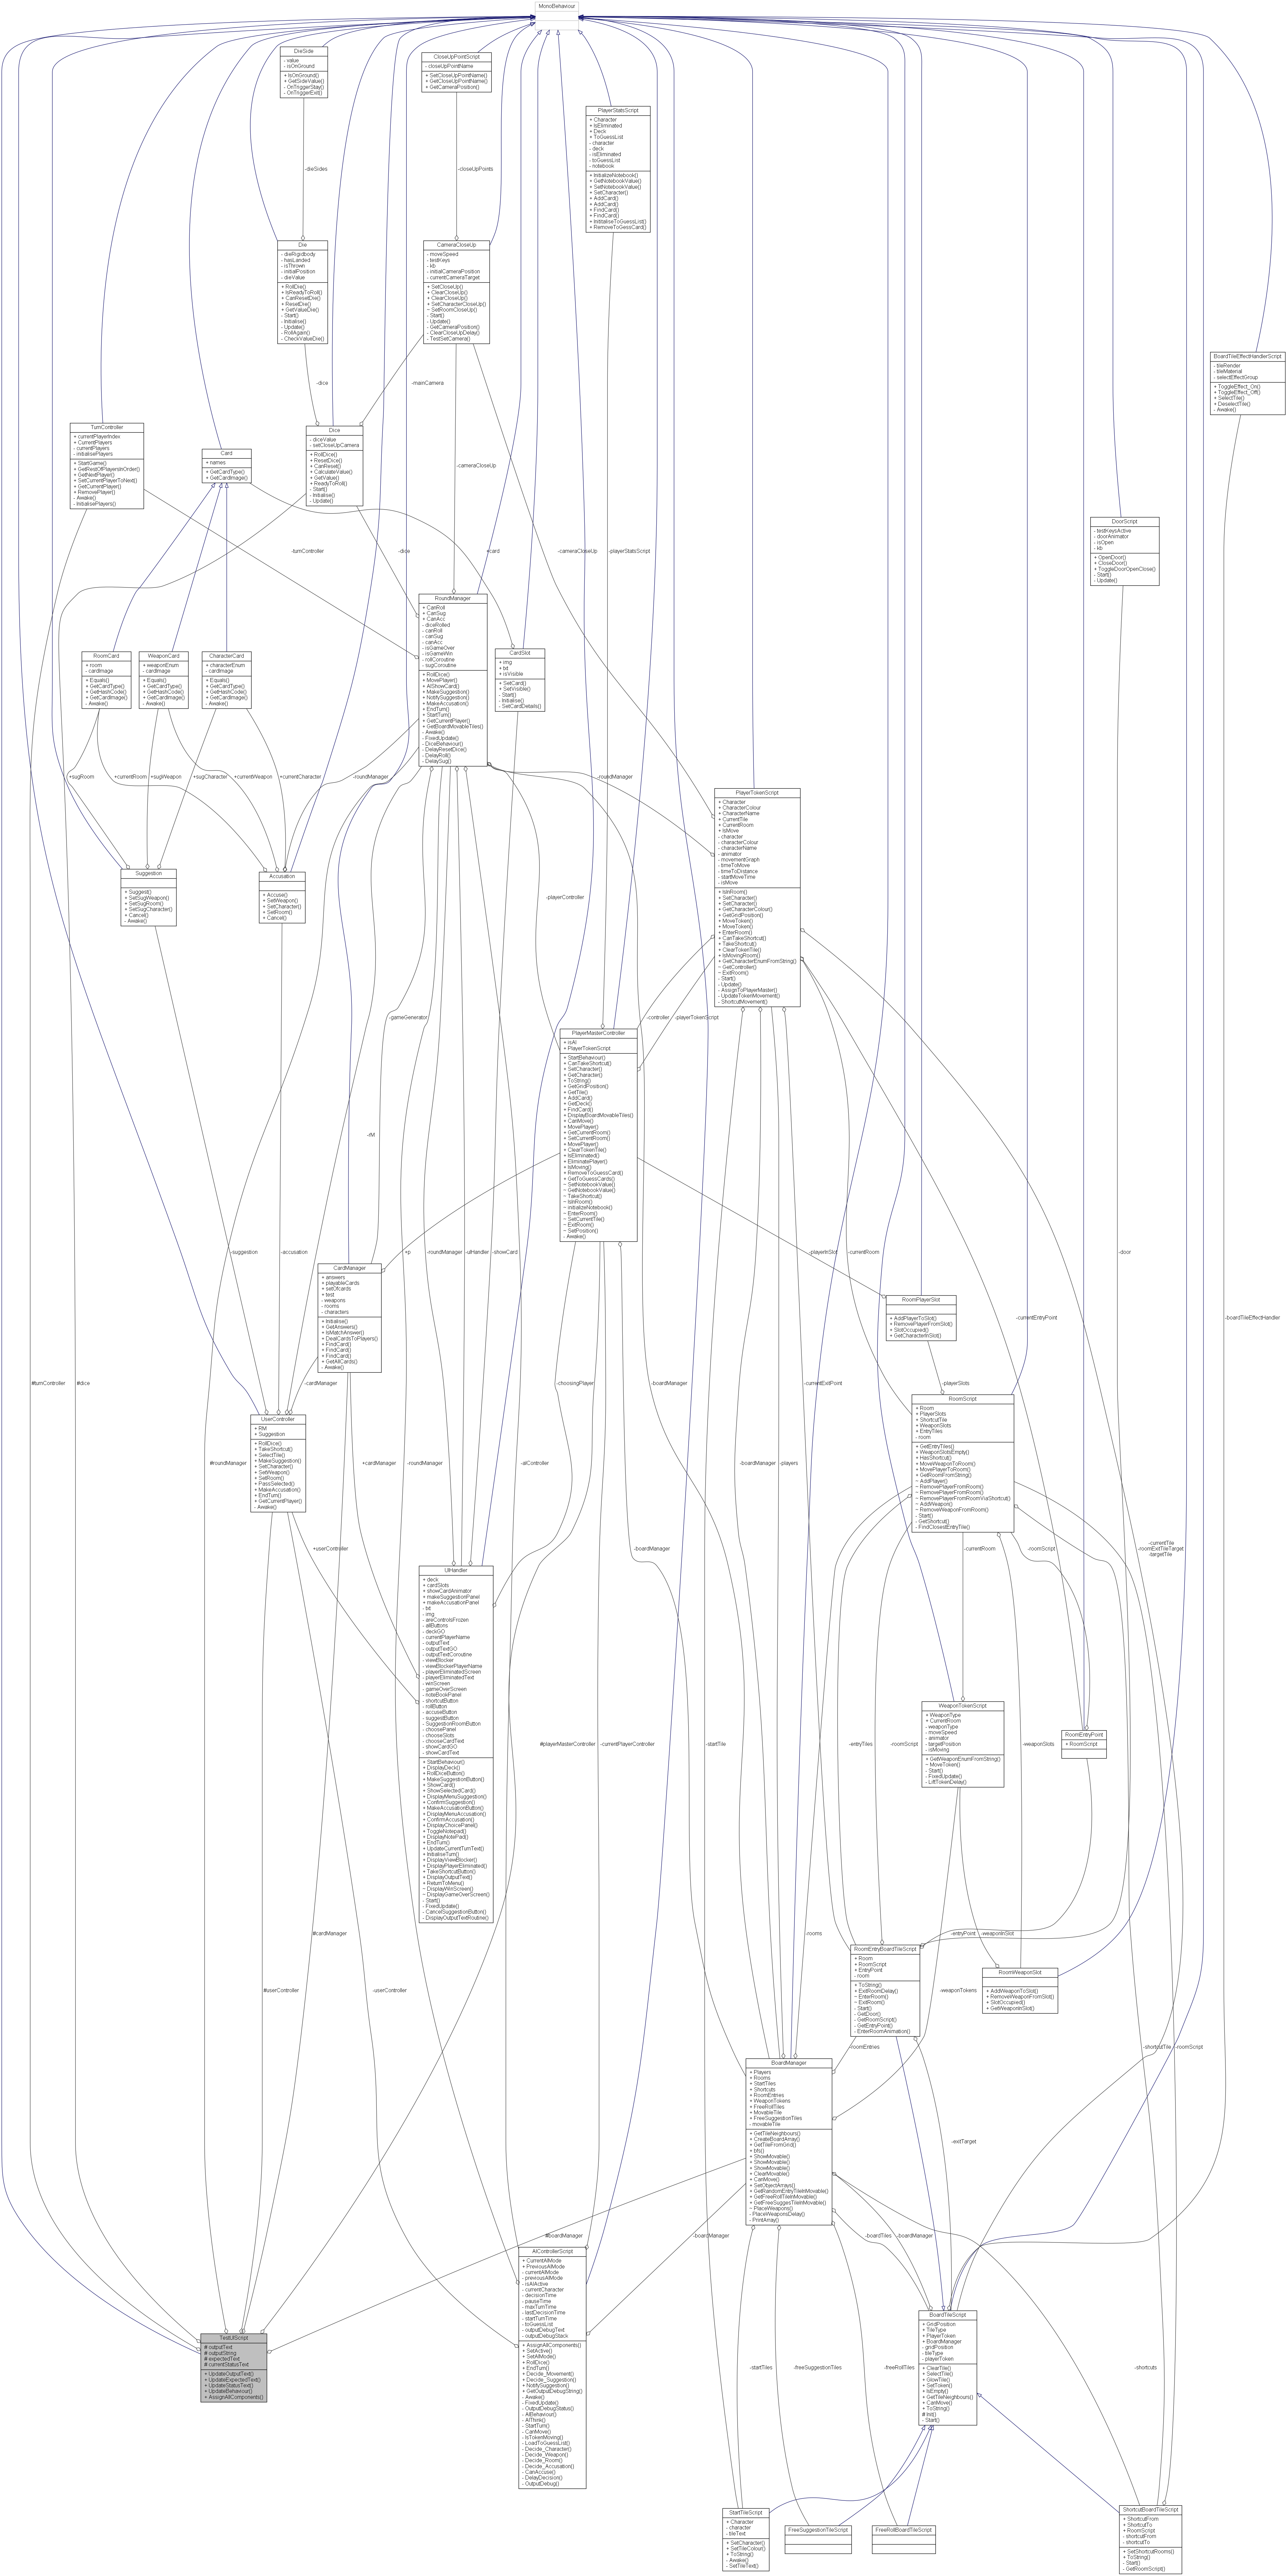 MonoBehaviour
DieSide
- value
- isOnGround
+ IsOnGround()
+ GetSideValue()
- OnTriggerStay()
- OnTriggerExit()
CloseUpPointScript
- closeUpPointName
+ SetCloseUpPointName()
+ GetCloseUpPointName()
+ GetCameraPosition()
PlayerStatsScript
+ Character
+ IsEliminated
+ Deck
+ ToGuessList
- character
- deck
- isEliminated
- toGuessList
- notebook
+ InitializeNotebook()
+ GetNotebookValue()
+ SetNotebookValue()
+ SetCharacter()
+ AddCard()
+ AddCard()
+ FindCard()
+ FindCard()
+ InititaliseToGuessList()
+ RemoveToGessCard()
-dieSides
-closeUpPoints
Die
- dieRigidbody
- hasLanded
- isThrown
- initialPosition
- dieValue
+ RollDie()
+ IsReadyToRoll()
+ CanResetDie()
+ ResetDie()
+ GetValueDie()
- Start()
- Initialise()
- Update()
- RollAgain()
- CheckValueDie()
CameraCloseUp
- moveSpeed
- testKeys
- kb
- initialCameraPosition
- currentCameraTarget
+ SetCloseUp()
+ ClearCloseUp()
+ ClearCloseUp()
+ SetCharacterCloseUp()
~ SetRoomCloseUp()
- Start()
- Update()
- GetCameraPosition()
- ClearCloseUpDelay()
- TestSetCamera()
BoardTileEffectHandlerScript
- tileRender
- tileMaterial
- selectEffectGroup
+ ToggleEffect_On()
+ ToggleEffect_Off()
+ SelectTile()
+ DeselectTile()
- Awake()
-dice
-mainCamera
TurnController
+ currentPlayerIndex
+ CurrentPlayers
- currentPlayers
- initialisePlayers
+ StartGame()
+ GetRestOfPlayersInOrder()
+ GetNextPlayer()
+ SetCurrentPlayerToNext()
+ GetCurrentPlayer()
+ RemovePlayer()
- Awake()
- InitialisePlayers()
Card
+ names
+ GetCardType()
+ GetCardImage()
Dice
- diceValue
- setCloseUpCamera
+ RollDice()
+ ResetDice()
+ CanReset()
+ CalculateValue()
+ GetValue()
+ ReadyToRoll()
- Start()
- Initialise()
- Update()
-cameraCloseUp
DoorScript
- testKeysActive
- doorAnimator
- isOpen
- kb
+ OpenDoor()
+ CloseDoor()
+ ToggleDoorOpenClose()
- Start()
- Update()
-turnController
-dice
+card
-cameraCloseUp
-playerStatsScript
RoundManager
+ CanRoll
+ CanSug
+ CanAcc
- diceRolled
- canRoll
- canSug
- canAcc
- isGameOver
- isGameWin
- rollCoroutine
- sugCoroutine
+ RollDice()
+ MovePlayer()
+ AIShowCard()
+ MakeSuggestion()
+ NotifySuggestion()
+ MakeAccusation()
+ EndTurn()
+ StartTurn()
+ GetCurrentPlayer()
+ GetBoardMovableTiles()
- Awake()
- FixedUpdate()
- DiceBehaviour()
- DelayResetDice()
- DelayRoll()
- DelaySug()
RoomCard
+ room
- cardImage
+ Equals()
+ GetCardType()
+ GetHashCode()
+ GetCardImage()
- Awake()
WeaponCard
+ weaponEnum
- cardImage
+ Equals()
+ GetCardType()
+ GetHashCode()
+ GetCardImage()
- Awake()
CharacterCard
+ characterEnum
- cardImage
+ Equals()
+ GetCardType()
+ GetHashCode()
+ GetCardImage()
- Awake()
CardSlot
+ img
+ txt
+ isVisible
+ SetCard()
+ SetVisible()
- Start()
- Initialise()
- SetCardDetails()
+sugRoom
+currentRoom
+sugWeapon
+sugCharacter
+currentWeapon
+currentCharacter
-roundManager
-roundManager
PlayerTokenScript
+ Character
+ CharacterColour
+ CharacterName
+ CurrentTile
+ CurrentRoom
+ IsMove
- character
- characterColour
- characterName
- animator
- movementGraph
- timeToMove
- timeToDistance
- startMoveTime
- isMove
+ IsInRoom()
+ SetCharacter()
+ SetCharacter()
+ GetCharacterColour()
+ GetGridPosition()
+ MoveToken()
+ MoveToken()
+ EnterRoom()
+ CanTakeShortcut()
+ TakeShortcut()
+ ClearTokenTile()
+ IsMovingRoom()
+ GetCharacterEnumFromString()
~ GetController()
~ ExitRoom()
- Start()
- Update()
- AssignToPlayerMaster()
- UpdateTokenMovement()
- ShortcutMovement()
Suggestion
+ Suggest()
+ SetSugWeapon()
+ SetSugRoom()
+ SetSugCharacter()
+ Cancel()
- Awake()
Accusation
+ Accuse()
+ SetWeapon()
+ SetCharacter()
+ SetRoom()
+ Cancel()
-playerController
-gameGenerator
-controller
-playerTokenScript
PlayerMasterController
+ isAI
+ PlayerTokenScript
+ StartBehaviour()
+ CanTakeShortcut()
+ SetCharacter()
+ GetCharacter()
+ ToString()
+ GetGridPosition()
+ GetTile()
+ AddCard()
+ GetDeck()
+ FindCard()
+ DisplayBoardMovableTiles()
+ CanMove()
+ MovePlayer()
+ GetCurrentRoom()
+ SetCurrentRoom()
+ MovePlayer()
+ ClearTokenTile()
+ IsEliminated()
+ EliminatePlayer()
+ IsMoving()
+ RemoveToGuessCard()
+ GetToGuessCards()
~ SetNotebookValue()
~ GetNotebookValue()
~ TakeShortcut()
~ IsInRoom()
~ initializeNotebook()
~ EnterRoom()
~ SetCurrentTile()
~ ExitRoom()
~ SetPosition()
- Awake()
-rM
-suggestion
-accusation
+p
-roundManager
-uiHandler
-showCard
-playerInSlot
-currentRoom
-door
CardManager
+ answers
+ playableCards
+ setOfcards
+ test
- weapons
- rooms
- characters
+ Initialise()
+ GetAnswers()
+ IsMatchAnswer()
+ DealCardsToPlayers()
+ FindCard()
+ FindCard()
+ FindCard()
+ GetAllCards()
- Awake()
RoomPlayerSlot
+ AddPlayerToSlot()
+ RemovePlayerFromSlot()
+ SlotOccupied()
+ GetCharacterInSlot()
-currentEntryPoint
-boardTileEffectHandler
#turnController
#dice
-cardManager
-choosingPlayer
-boardManager
-currentExitPoint
-playerSlots
RoomScript
+ Room
+ PlayerSlots
+ ShortcutTile
+ WeaponSlots
+ EntryTiles
- room
+ GetEntryTiles()
+ WeaponSlotsEmpty()
+ HasShortcut()
+ MoveWeaponToRoom()
+ MovePlayerToRoom()
+ GetRoomFromString()
~ AddPlayer()
~ RemovePlayerFromRoom()
~ RemovePlayerFromRoom()
~ RemovePlayerFromRoomViaShortcut()
~ AddWeapon()
~ RemoveWeaponFromRoom()
- Start()
- GetShortcut()
- FindClosestEntryTile()
UserController
+ RM
+ Suggestion
+ RollDice()
+ TakeShortcut()
+ SelectTile()
+ MakeSuggestion()
+ SetCharacter()
+ SetWeapon()
+ SetRoom()
+ PassSelected()
+ MakeAccusation()
+ EndTurn()
+ GetCurrentPlayer()
- Awake()
#roundManager
+cardManager
-roundManager
-aiController
-boardManager
-players
+userController
-boardManager
-currentRoom
-roomScript
-currentTile
-roomExitTileTarget
-targetTile
UIHandler
+ deck
+ cardSlots
+ showCardAnimator
+ makeSuggestionPanel
+ makeAccusationPanel
- txt
- img
- areControlsFrozen
- allButtons
- deckGO
- currentPlayerName
- outputText
- outputTextGO
- outputTextCoroutine
- viewBlocker
- viewBlockerPlayerName
- playerEliminatedScreen
- playerEliminatedText
- winScreen
- gameOverScreen
- noteBookPanel
- shortcutButton
- rollButton
- accuseButton
- suggestButton
- SuggestionRoomButton
- choosePanel
- chooseSlots
- chooseCardText
- showCardGO
- showCardText
+ StartBehaviour()
+ DisplayDeck()
+ RollDiceButton()
+ MakeSuggestionButton()
+ ShowCard()
+ ShowSelectedCard()
+ DisplayMenuSuggestion()
+ ConfirmSuggestion()
+ MakeAccusationButton()
+ DisplayMenuAccusation()
+ ConfirmAccusation()
+ DisplayChoicePanel()
+ ToggleNotepad()
+ DisplayNotePad()
+ EndTurn()
+ UpdateCurrentTurnText()
+ InitialiseTurn()
+ DisplayViewBlocker()
+ DisplayPlayerEliminated()
+ TakeShortcutButton()
+ DisplayOutputText()
+ ReturnToMenu()
~ DisplayWinScreen()
~ DisplayGameOverScreen()
- Start()
- FixedUpdate()
- CancelSuggestionButton()
- DisplayOutputTextRoutine()
WeaponTokenScript
+ WeaponType
+ CurrentRoom
- weaponType
- moveSpeed
- animator
- targetPosition
- isMoving
+ GetWeaponEnumFromString()
~ MoveToken()
- Start()
- FixedUpdate()
- LiftTokenDelay()
RoomEntryPoint
+ RoomScript
#playerMasterController
-currentPlayerController
-startTile
-entryTiles
-roomScript
-weaponSlots
#cardManager
-rooms
-entryPoint
-weaponInSlot
RoomEntryBoardTileScript
+ Room
+ RoomScript
+ EntryPoint
- room
+ ToString()
+ ExitRoomDelay()
~ EnterRoom()
~ ExitRoom()
- Start()
- GetDoor()
- GetRoomScript()
- GetEntryPoint()
- EnterRoomAnimation()
RoomWeaponSlot
+ AddWeaponToSlot()
+ RemoveWeaponFromSlot()
+ SlotOccupied()
+ GetWeaponInSlot()
#userController
-userController
-weaponTokens
-roomEntries
-shortcutTile
-roomScript
BoardManager
+ Players
+ Rooms
+ StartTiles
+ Shortcuts
+ RoomEntries
+ WeaponTokens
+ FreeRollTiles
+ MovableTile
+ FreeSuggestionTiles
- movableTile
+ GetTileNeighbours()
+ CreateBoardArray()
+ GetTileFromGrid()
+ bfs()
+ ShowMovable()
+ ShowMovable()
+ ShowMovable()
+ ClearMovable()
+ CanMove()
+ SetObjectArrays()
+ GetRandomEntryTileInMovable()
+ GetFreeRollTileInMovable()
+ GetFreeSuggesTileInMovable()
~ PlaceWeapons()
- PlaceWeaponsDelay()
- PrintArray()
-exitTarget
#boardManager
-boardManager
-boardTiles
-boardManager
AIControllerScript
+ CurrentAIMode
+ PreviousAIMode
- currentAIMode
- previousAIMode
- isAIActive
- currentCharacter
- decisionTime
- pauseTime
- maxTurnTime
- lastDecisionTime
- startTurnTime
- toGuessList
- outputDebugText
- outputDebugStack
+ AssignAllComponents()
+ SetActive()
+ SetAIMode()
+ RollDice()
+ EndTurn()
+ Decide_Movement()
+ Decide_Suggestion()
+ NotifySuggestion()
+ GetOutputDebugString()
- Awake()
- FixedUpdate()
- OutputDebugStatus()
- AIBehaviour()
- AIThink()
- StartTurn()
- CanMove()
- IsTokenMoving()
- LoadToGuessList()
- Decide_Character()
- Decide_Weapon()
- Decide_Room()
- Decide_Accusation()
- CanAccuse()
- DelayDecision()
- OutputDebug()
TestUIScript
# outputText
# outputString
# expectedText
# currentStatusText
+ UpdateOutputText()
+ UpdateExpectedText()
+ UpdateStatusText()
+ UpdateBehaviour()
+ AssignAllComponents()
BoardTileScript
+ GridPosition
+ TileType
+ PlayerToken
+ BoardManager
- gridPosition
- tileType
- playerToken
+ ClearTile()
+ SelectTile()
+ GlowTile()
+ SetToken()
+ IsEmpty()
+ GetTileNeighbours()
+ CanMove()
+ ToString()
# Init()
- Start()
-startTiles
-freeSuggestionTiles
-freeRollTiles
-shortcuts
StartTileScript
+ Character
- character
- tileText
+ SetCharacter()
+ SetTileColour()
+ ToString()
- Awake()
- SetTileText()
FreeSuggestionTileScript
FreeRollBoardTileScript
ShortcutBoardTileScript
+ ShortcutFrom
+ ShortcutTo
+ RoomScript
- shortcutFrom
- shortcutTo
+ SetShortcutRooms()
+ ToString()
- Start()
- GetRoomScript()